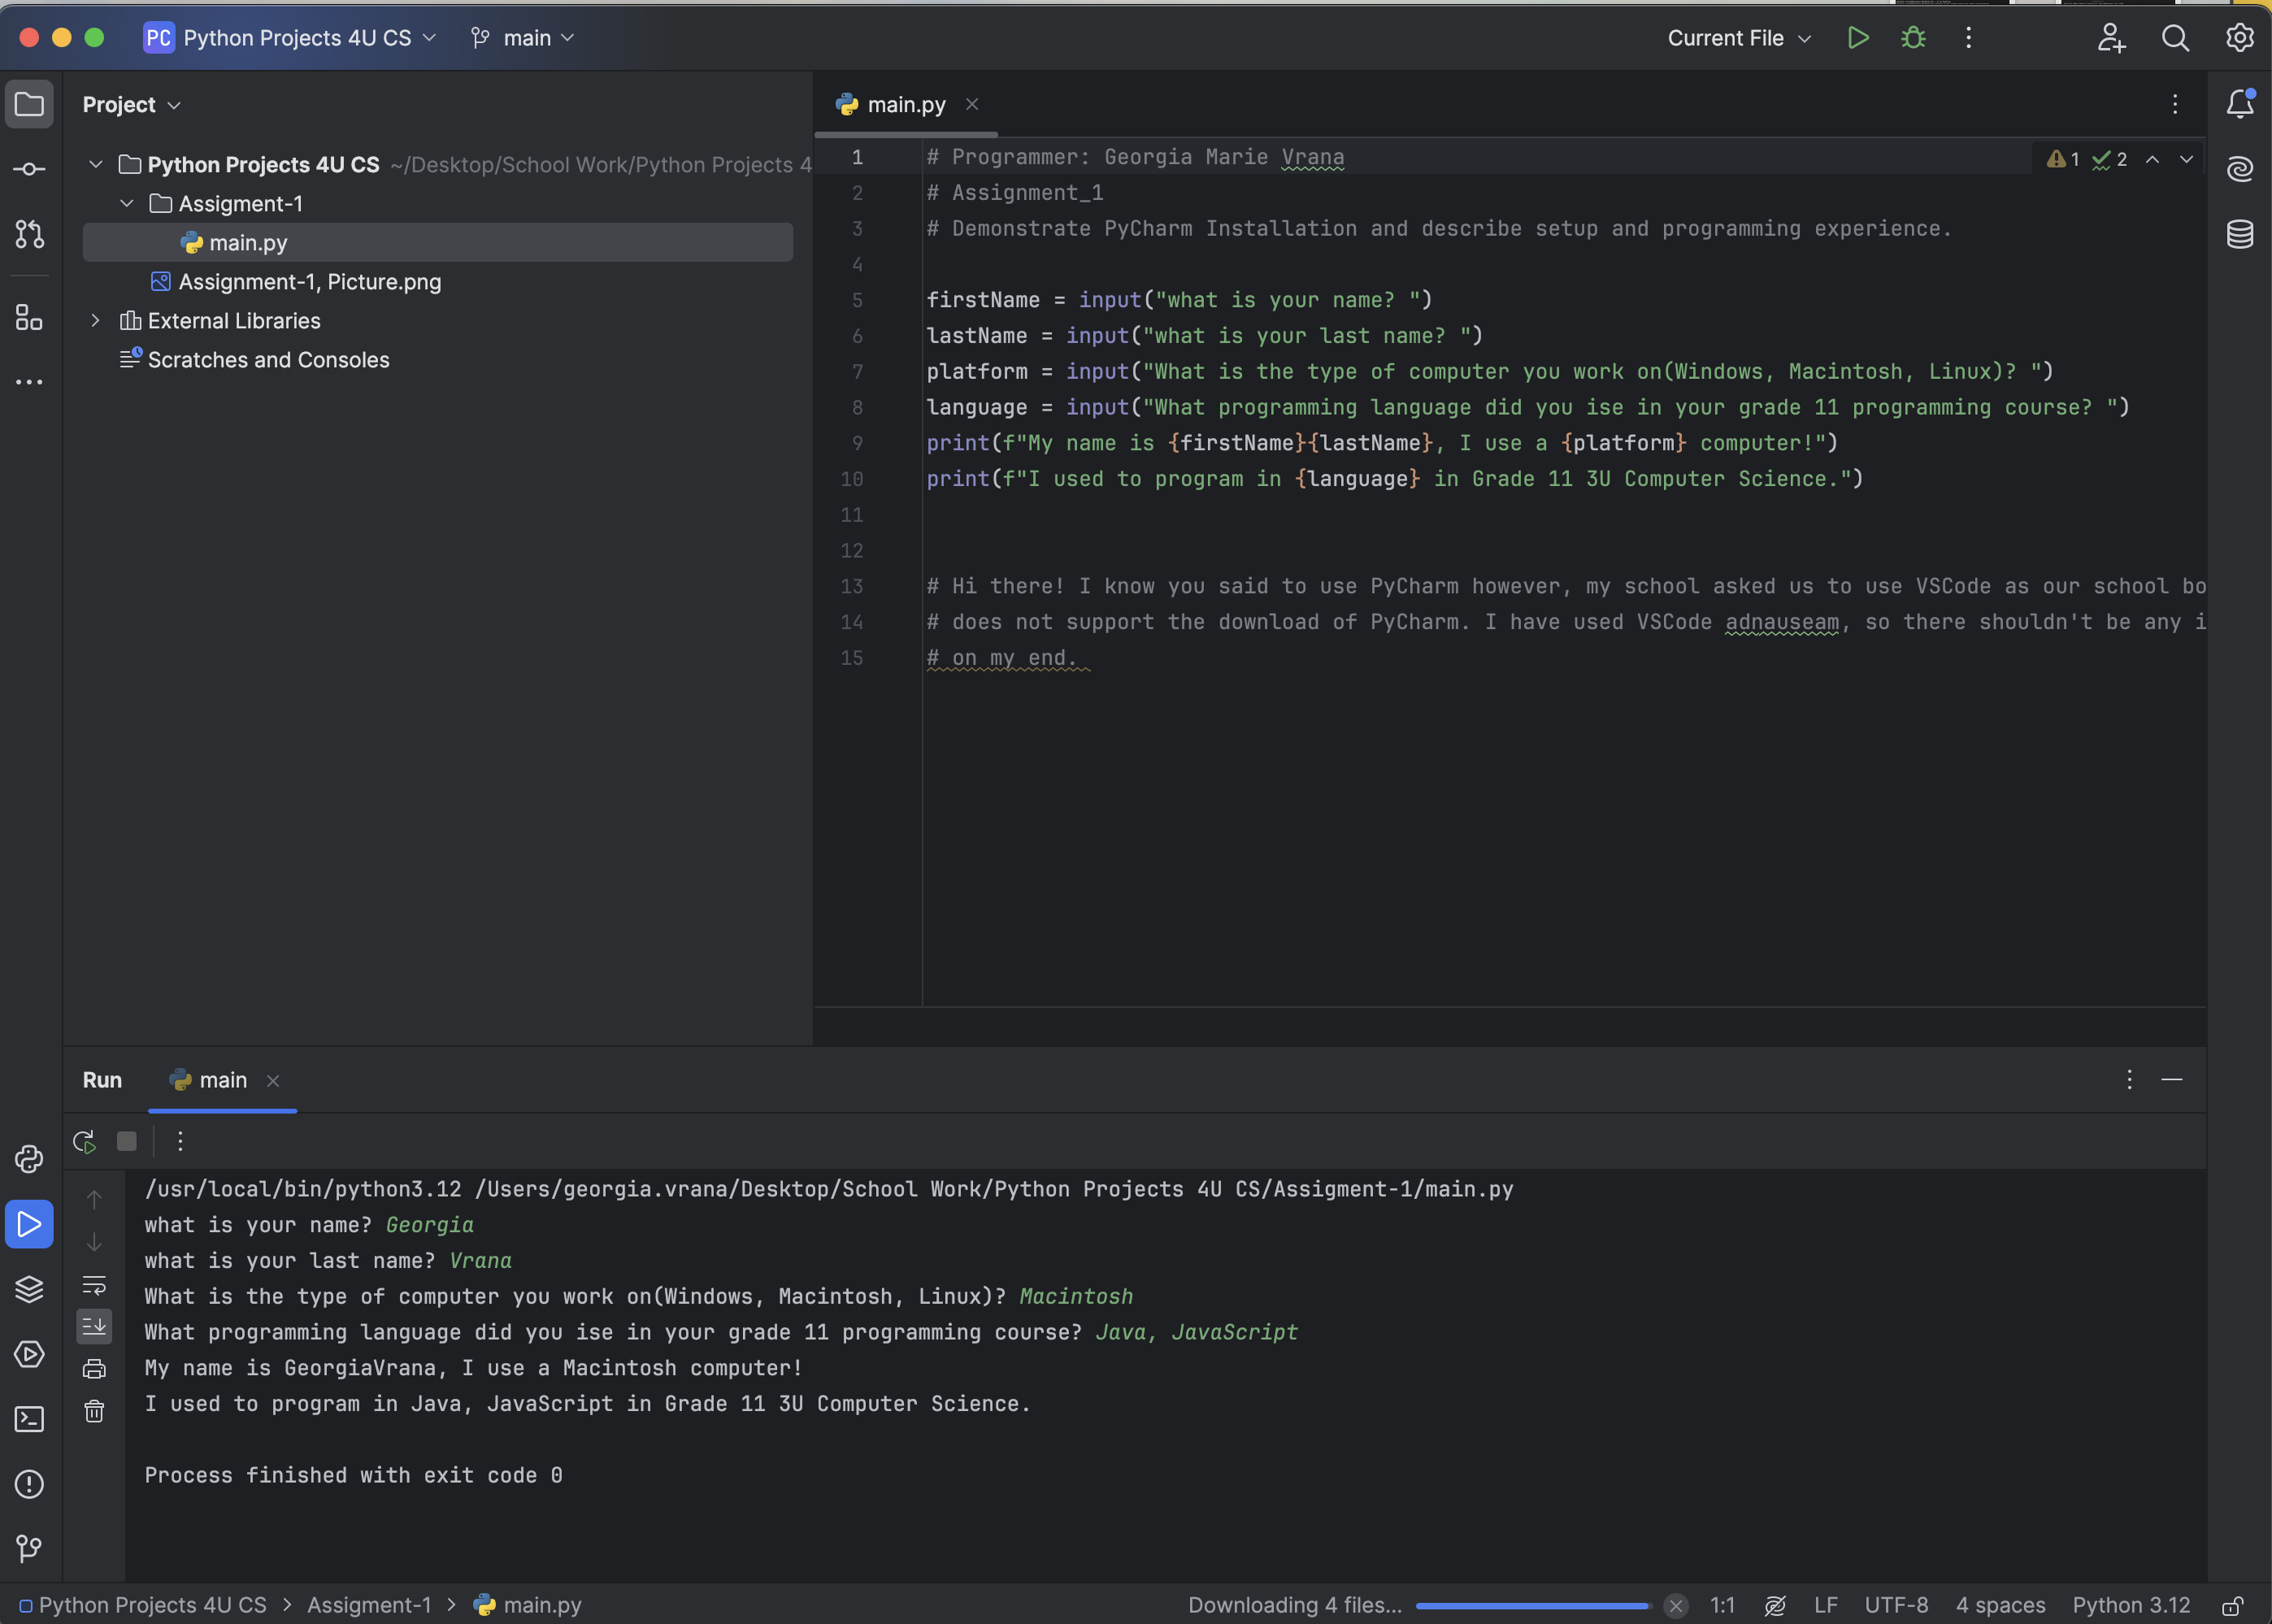 PC Python Projects 4U CS main Current File
Project
Python Projects 4U CS ~/Desktop/School Work/Python Projects 4
Assigment-1
main.py
Assignment-1, Picture.png
External Libraries
Scratches and Consoles
main.py
1 2
1 # Programmer: Georgia Marie Vrana
2 # Assignment_1
3 # Demonstrate PyCharm Installation and describe setup and programming experience.
4
5 firstName = input("what is your name? ")
6 lastName = input("what is your last name? ")
7 platform = input("What is the type of computer you work on(Windows, Macintosh, Linux)? ")
8 language = input("What programming language did you ise in your grade 11 programming course? ")
9 print(f"My name is {firstName}{lastName}, I use a {platform} computer!")
10 print(f"I used to program in {language} in Grade 11 3U Computer Science.")
11
12
13 # Hi there! I know you said to use PyCharm however, my school asked us to use VSCode as our school bo
14 # does not support the download of PyCharm. I have used VSCode adnauseam, so there shouldn't be any i
15 # on my end.
Run main
/usr/local/bin/python3.12 /Users/georgia.vrana/Desktop/School Work/Python Projects 4U CS/Assigment-1/main.py
what is your name? Georgia
what is your last name? Vrana
What is the type of computer you work on(Windows, Macintosh, Linux)? Macintosh
What programming language did you ise in your grade 11 programming course? Java, JavaScript
My name is GeorgiaVrana, I use a Macintosh computer!
I used to program in Java, JavaScript in Grade 11 3U Computer Science.
Process finished with exit code 0
Python Projects 4U CS > Assigment-1 > main.py Downloading 4 files... 1:1 LF UTF-8 4 spaces Python 3.12